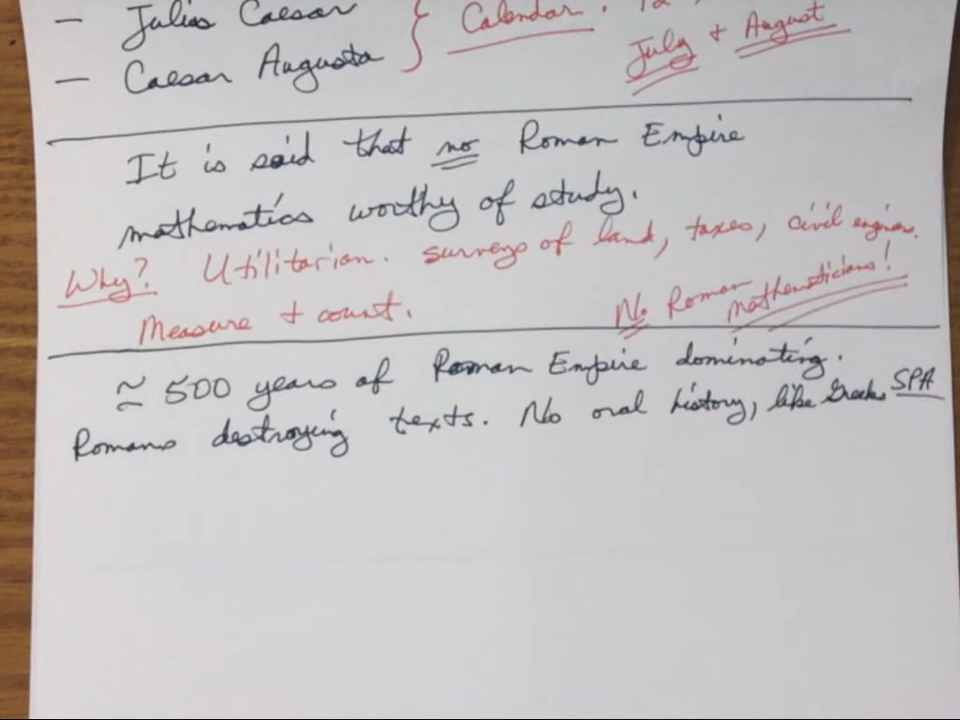 — Julius Caesar } Calendar. 12
— Caesar Augusta July + August
It is said that no Roman Empire
mathematics worthy of study.
Why? Utilitarian. surveys of land, taxes, civil engineer.
Measure + count. No Roman mathematicians!
≃ 500 years of Roman Empire dominating.
Romans destroying texts. No oral history, like Greeks SPA